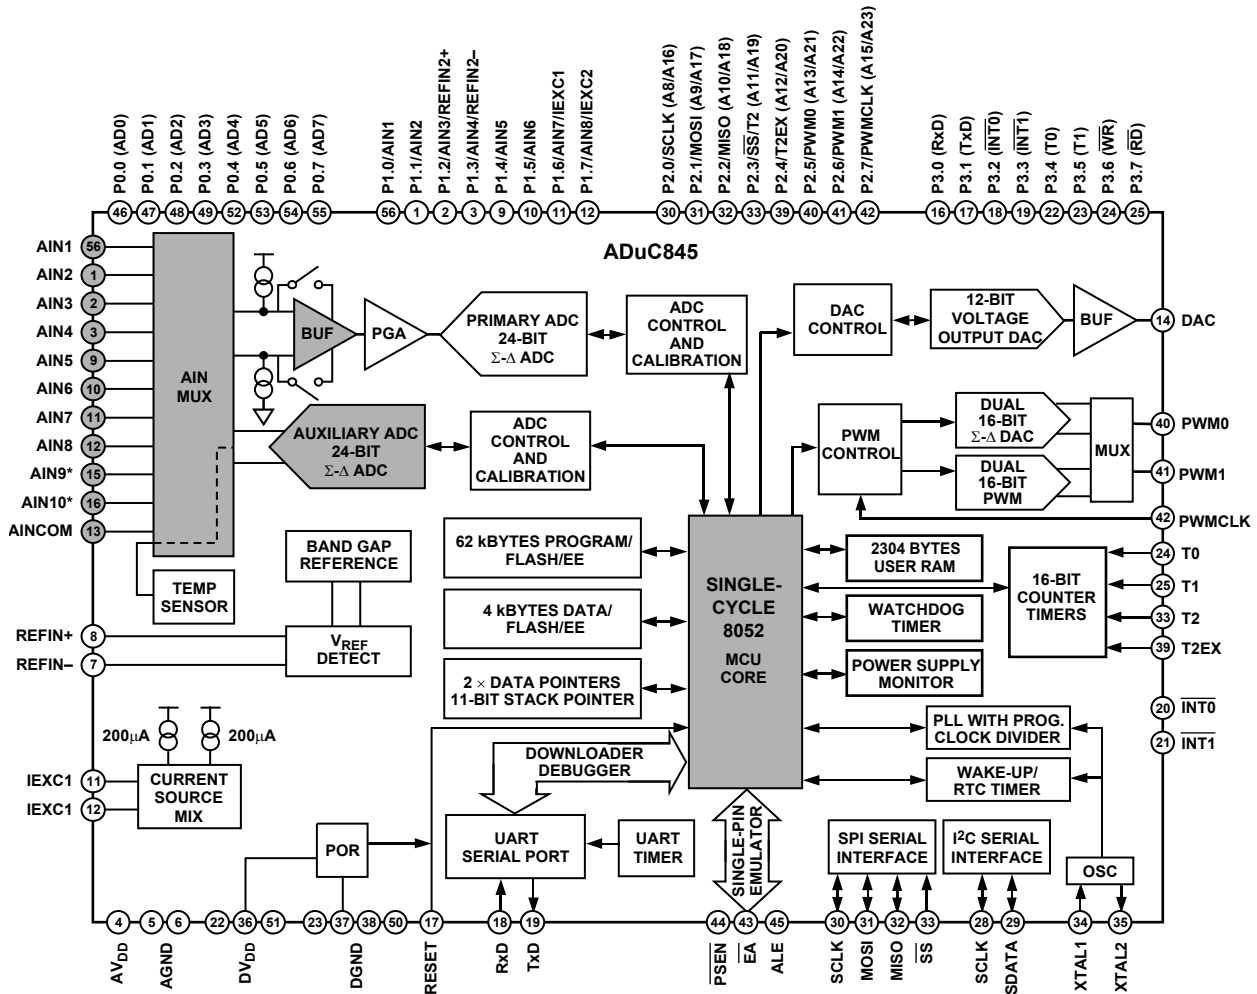 P0.0 (AD0)
P0.1 (AD1)
P0.2 (AD2)
P0.3 (AD3)
P0.4 (AD4)
P0.5 (AD5)
P0.6 (AD6)
P0.7 (AD7)
P1.0/AIN1
P1.1/AIN2
P1.2/AIN3/REFIN2+
P1.3/AIN4/REFIN2–
P1.4/AIN5
P1.5/AIN6
P1.6/AIN7/IEXC1
P1.7/AIN8/IEXC2
P2.0/SCLK (A8/A16)
P2.1/MOSI (A9/A17)
P2.2/MISO (A10/A18)
P2.3/S̅S̅/T2 (A11/A19)
P2.4/T2EX (A12/A20)
P2.5/PWM0 (A13/A21)
P2.6/PWM1 (A14/A22)
P2.7/PWMCLK (A15/A23)
P3.0 (RxD)
P3.1 (TxD)
P3.2 (I̅N̅T̅0̅)
P3.3 (I̅N̅T̅1̅)
P3.4 (T0)
P3.5 (T1)
P3.6 (W̅R̅)
P3.7 (R̅D̅)
46 47 48 49 52 53 54 55 56 1 2 3 9 10 11 12 30 31 32 33 39 40 41 42 16 17 18 19 22 23 24 25
ADuC845
AIN1 56
AIN2 1
AIN3 2
AIN4 3
AIN5 9
AIN6 10
AIN7 11
AIN8 12
AIN9* 15
AIN10* 16
AINCOM 13
AIN
MUX
BUF
PGA
PRIMARY ADC
24-BIT
Σ-Δ ADC
ADC
CONTROL
AND
CALIBRATION
DAC
CONTROL
12-BIT
VOLTAGE
OUTPUT DAC
BUF
14 DAC
AUXILIARY ADC
24-BIT
Σ-Δ ADC
ADC
CONTROL
AND
CALIBRATION
PWM
CONTROL
DUAL
16-BIT
Σ-Δ DAC
DUAL
16-BIT
PWM
MUX
40 PWM0
41 PWM1
42 PWMCLK
TEMP
SENSOR
BAND GAP
REFERENCE
V_REF
DETECT
REFIN+ 8
REFIN– 7
62 kBYTES PROGRAM/
FLASH/EE
4 kBYTES DATA/
FLASH/EE
2 × DATA POINTERS
11-BIT STACK POINTER
SINGLE-
CYCLE
8052
MCU
CORE
2304 BYTES
USER RAM
WATCHDOG
TIMER
POWER SUPPLY
MONITOR
16-BIT
COUNTER
TIMERS
24 T0
25 T1
33 T2
39 T2EX
20 I̅N̅T̅0̅
21 I̅N̅T̅1̅
PLL WITH PROG.
CLOCK DIVIDER
WAKE-UP/
RTC TIMER
200µA
200µA
CURRENT
SOURCE
MIX
IEXC1 11
IEXC1 12
DOWNLOADER
DEBUGGER
POR
UART
SERIAL PORT
UART
TIMER
SINGLE-PIN
EMULATOR
SPI SERIAL
INTERFACE
I²C SERIAL
INTERFACE
OSC
4 5 6 22 36 51 23 37 38 50 17 18 19 44 43 45 30 31 32 33 28 29 34 35
AV_DD
AGND
DV_DD
DGND
RESET
RxD
TxD
P̅S̅E̅N̅
E̅A̅
ALE
SCLK
MOSI
MISO
S̅S̅
SCLK
SDATA
XTAL1
XTAL2